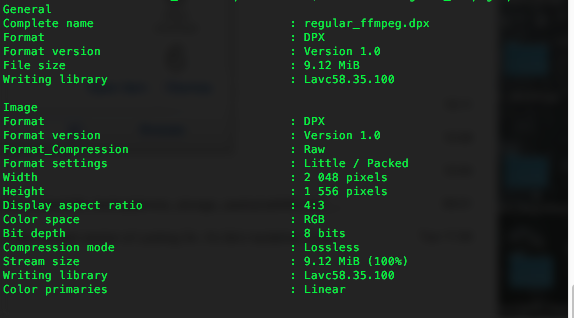 General
Complete name : regular_ffmpeg.dpx
Format : DPX
Format version : Version 1.0
File size : 9.12 MiB
Writing library : Lavc58.35.100
Image
Format : DPX
Format version : Version 1.0
Format_Compression : Raw
Format settings : Little / Packed
Width : 2 048 pixels
Height : 1 556 pixels
Display aspect ratio : 4:3
Color space : RGB
Bit depth : 8 bits
Compression mode : Lossless
Stream size : 9.12 MiB (100%)
Writing library : Lavc58.35.100
Color primaries : Linear